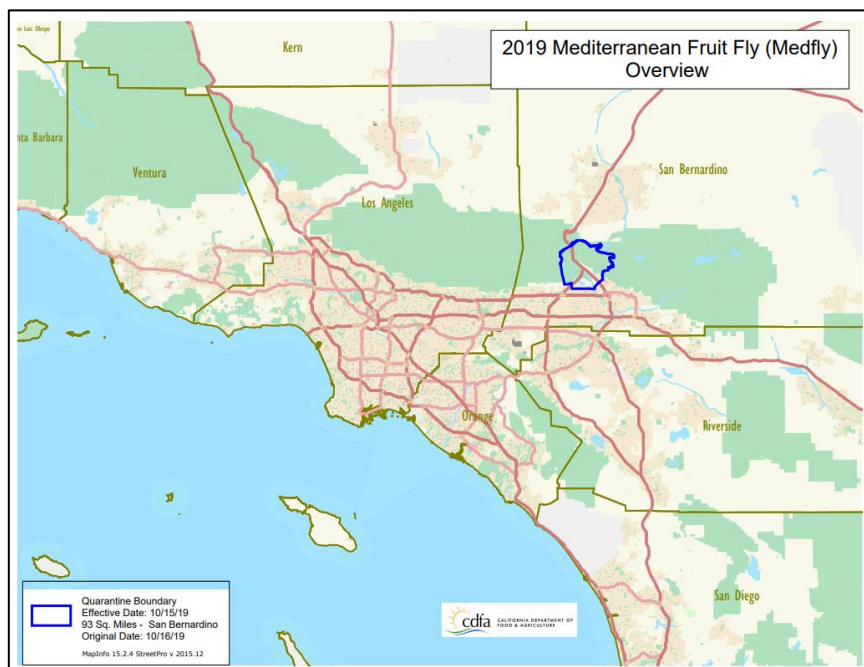 2019 Mediterranean Fruit Fly (Medfly)
Overview
San Luis Obispo
Kern
nta Barbara
Ventura
Los Angeles
San Bernardino
Orange
Riverside
San Diego
Quarantine Boundary
Effective Date: 10/15/19
93 Sq. Miles - San Bernardino
Original Date: 10/16/19
MapInfo 15.2.4 StreetPro v 2015.12
cdfa
CALIFORNIA DEPARTMENT OF
FOOD & AGRICULTURE